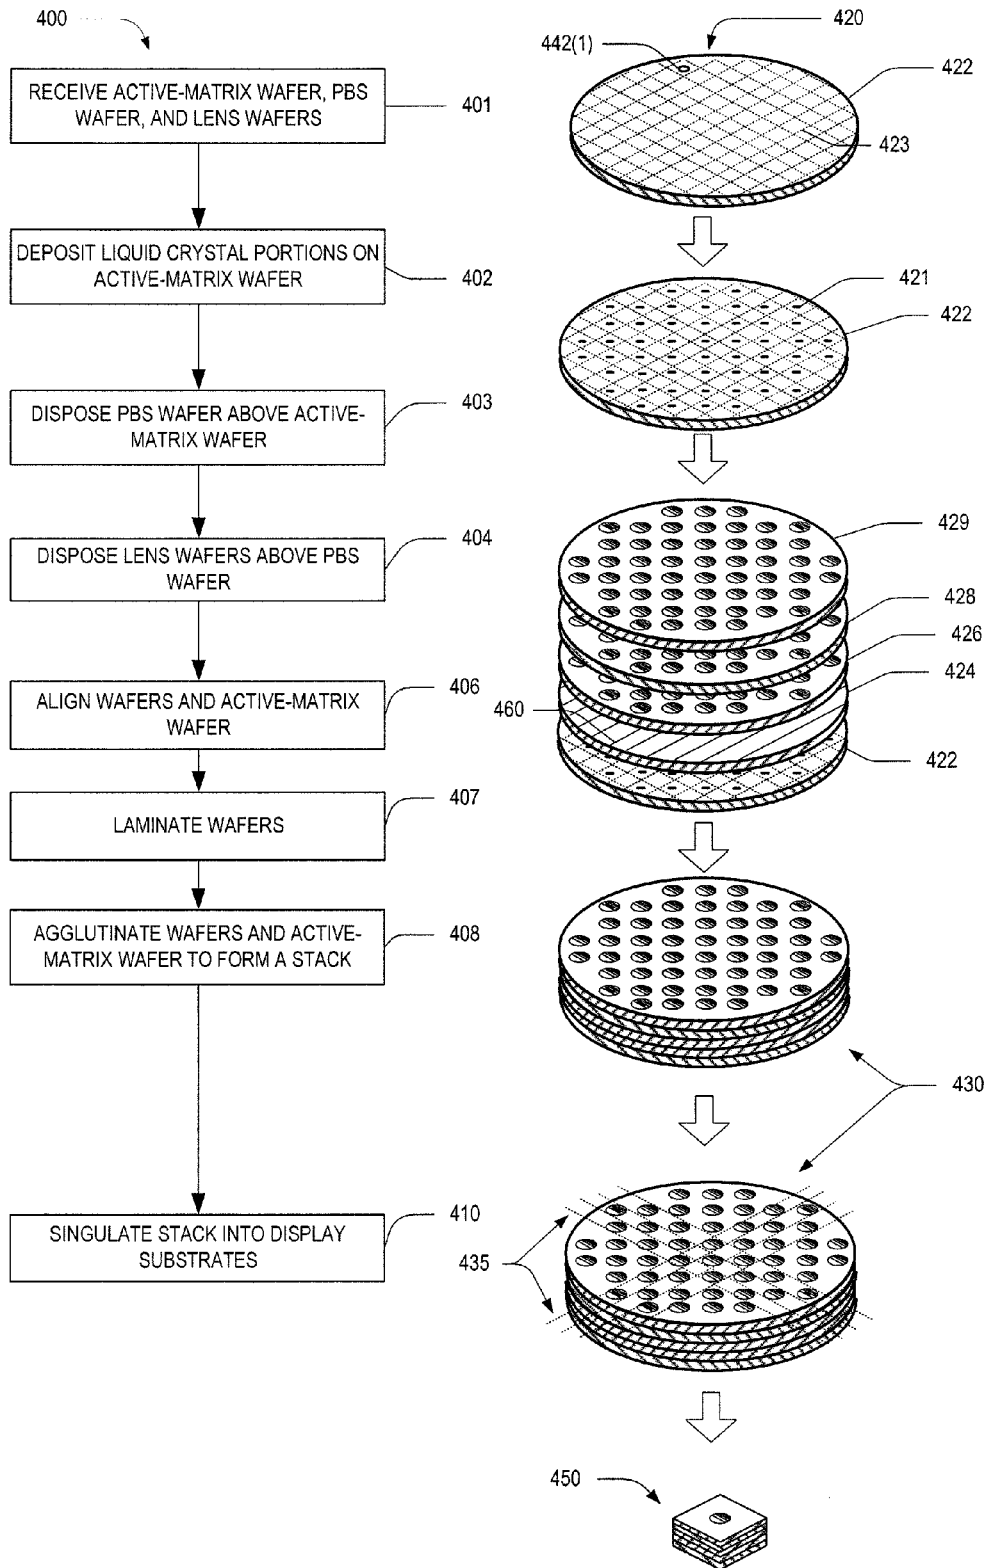 400
RECEIVE ACTIVE-MATRIX WAFER, PBS
WAFER, AND LENS WAFERS
401
DEPOSIT LIQUID CRYSTAL PORTIONS ON
ACTIVE-MATRIX WAFER
402
DISPOSE PBS WAFER ABOVE ACTIVE-
MATRIX WAFER
403
DISPOSE LENS WAFERS ABOVE PBS
WAFER
404
ALIGN WAFERS AND ACTIVE-MATRIX
WAFER
406
LAMINATE WAFERS
407
AGGLUTINATE WAFERS AND ACTIVE-
MATRIX WAFER TO FORM A STACK
408
SINGULATE STACK INTO DISPLAY
SUBSTRATES
410
420
442(1)
422
423
421
422
429
428
426
424
460
422
430
435
450